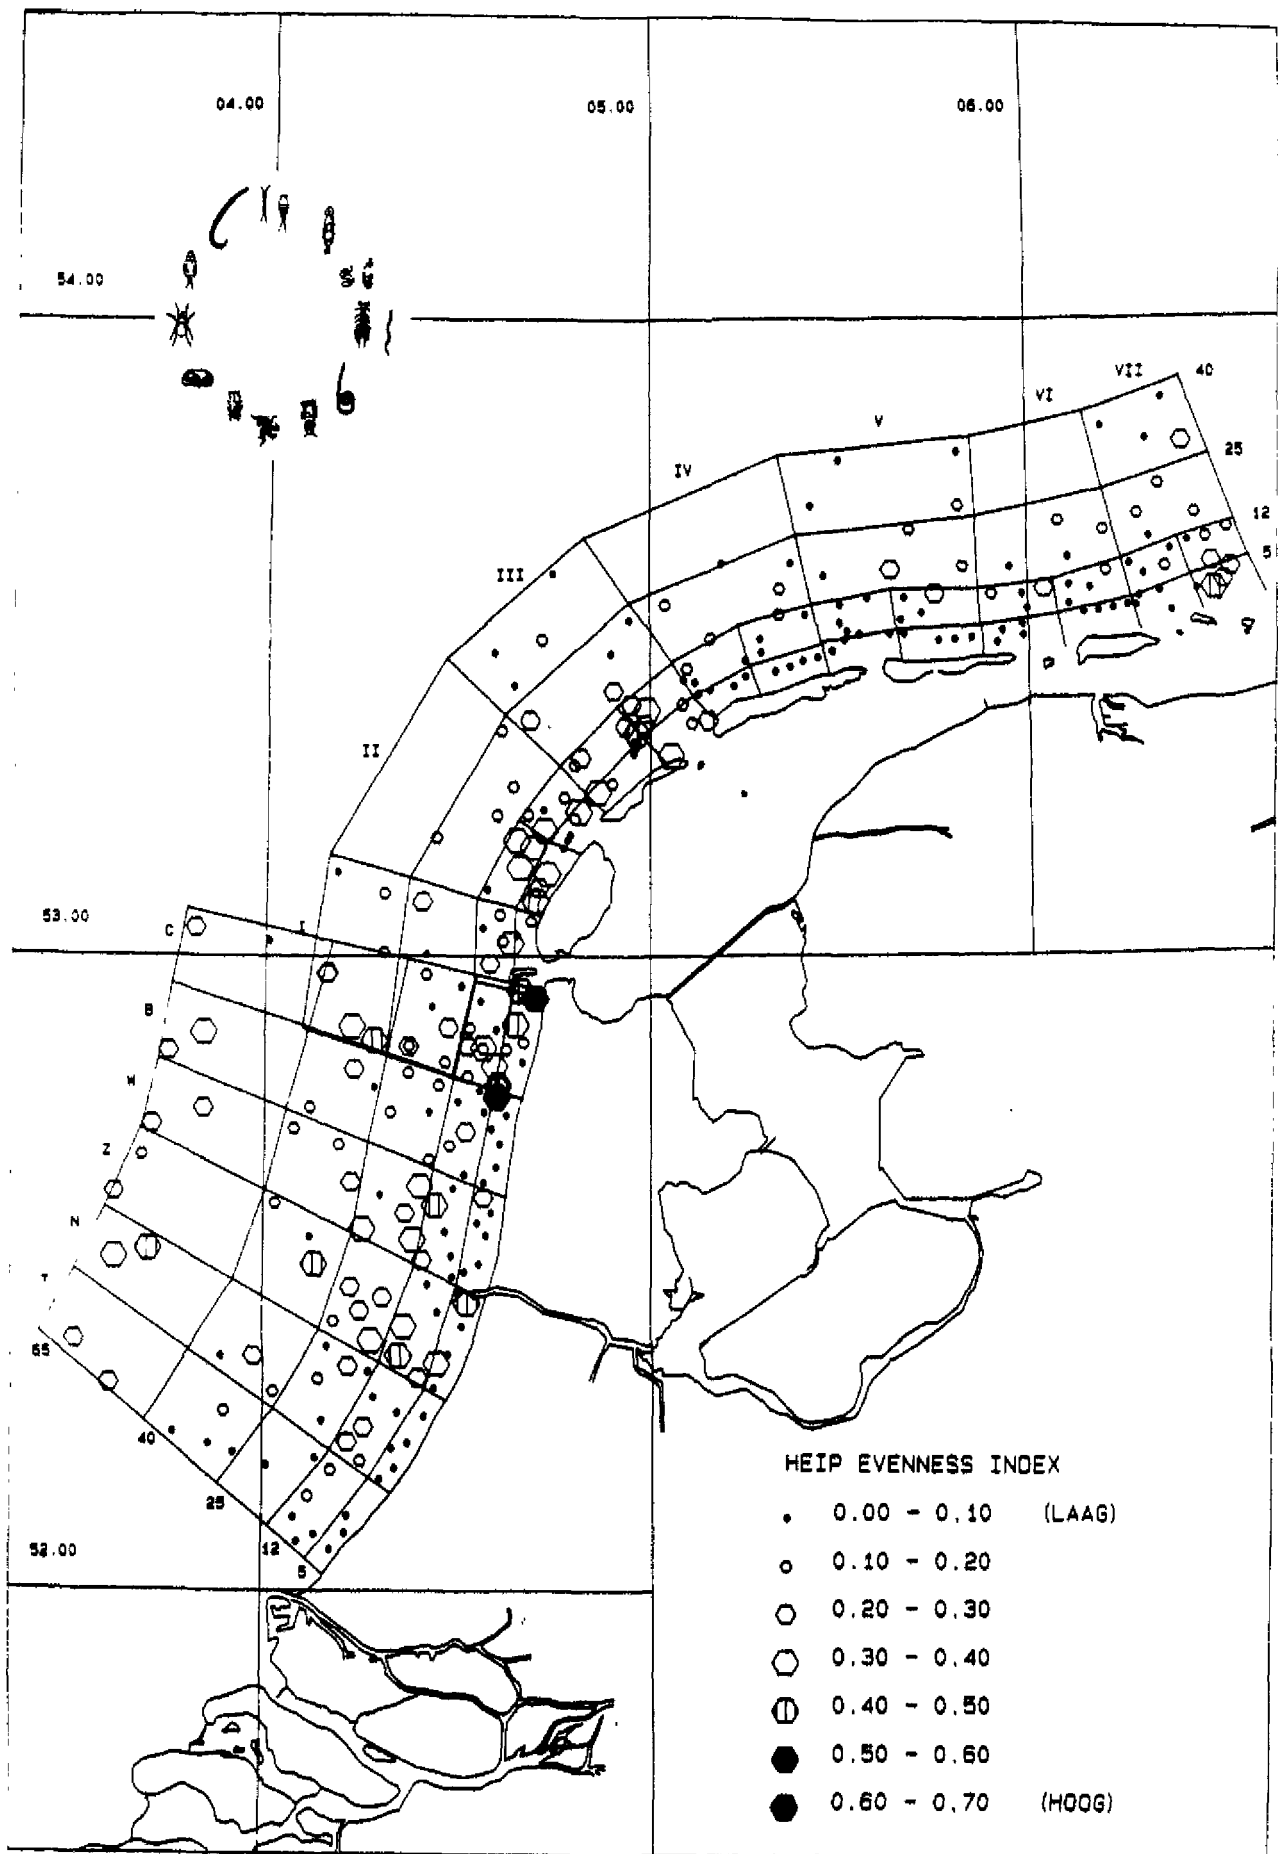 04.00 05.00 06.00
54.00
VII 40
VI
V
25
IV
12
5
III
II
53.00
C I
B
W
Z
N
T
65
40
25
12
5
52.00
HEIP EVENNESS INDEX
0.00 - 0.10 (LAAG)
0.10 - 0.20
0.20 - 0.30
0.30 - 0.40
0.40 - 0.50
0.50 - 0.60
0.60 - 0.70 (HOOG)